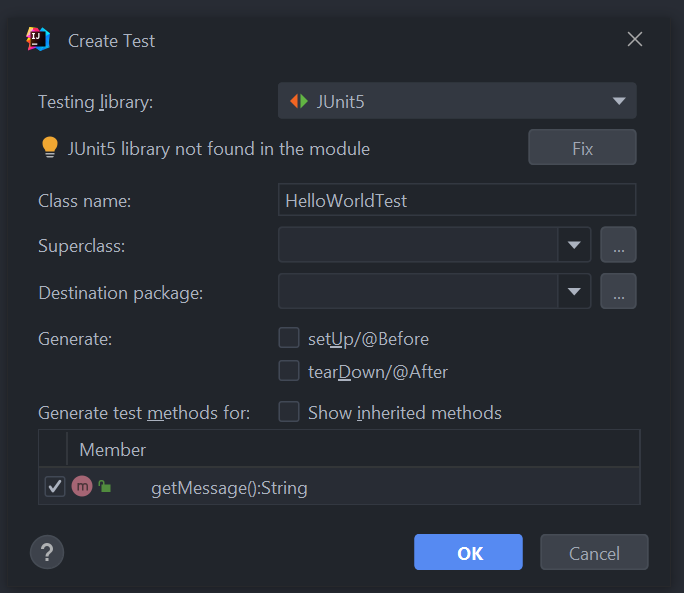 IJ Create Test
Testing library: JUnit5
JUnit5 library not found in the module Fix
Class name: HelloWorldTest
Superclass: ...
Destination package: ...
Generate: setUp/@Before
tearDown/@After
Generate test methods for: Show inherited methods
Member
m getMessage():String
? OK Cancel